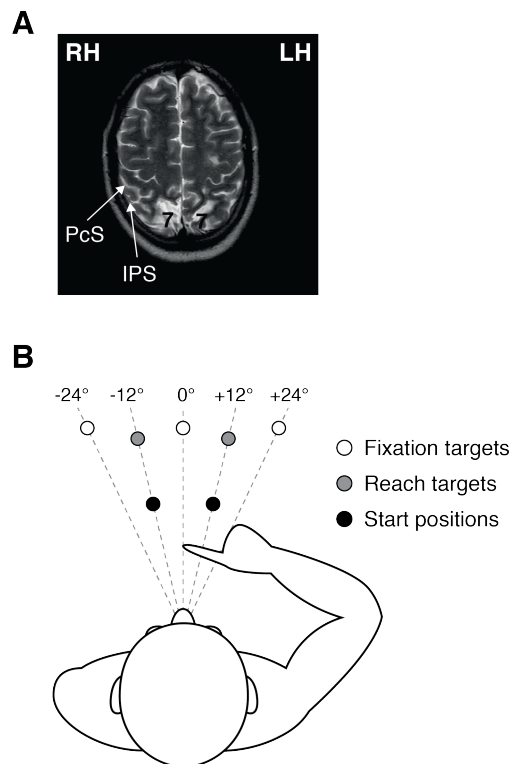 A
RH LH
7 7
PcS
IPS
B
-24° -12° 0° +12° +24°
Fixation targets
Reach targets
Start positions